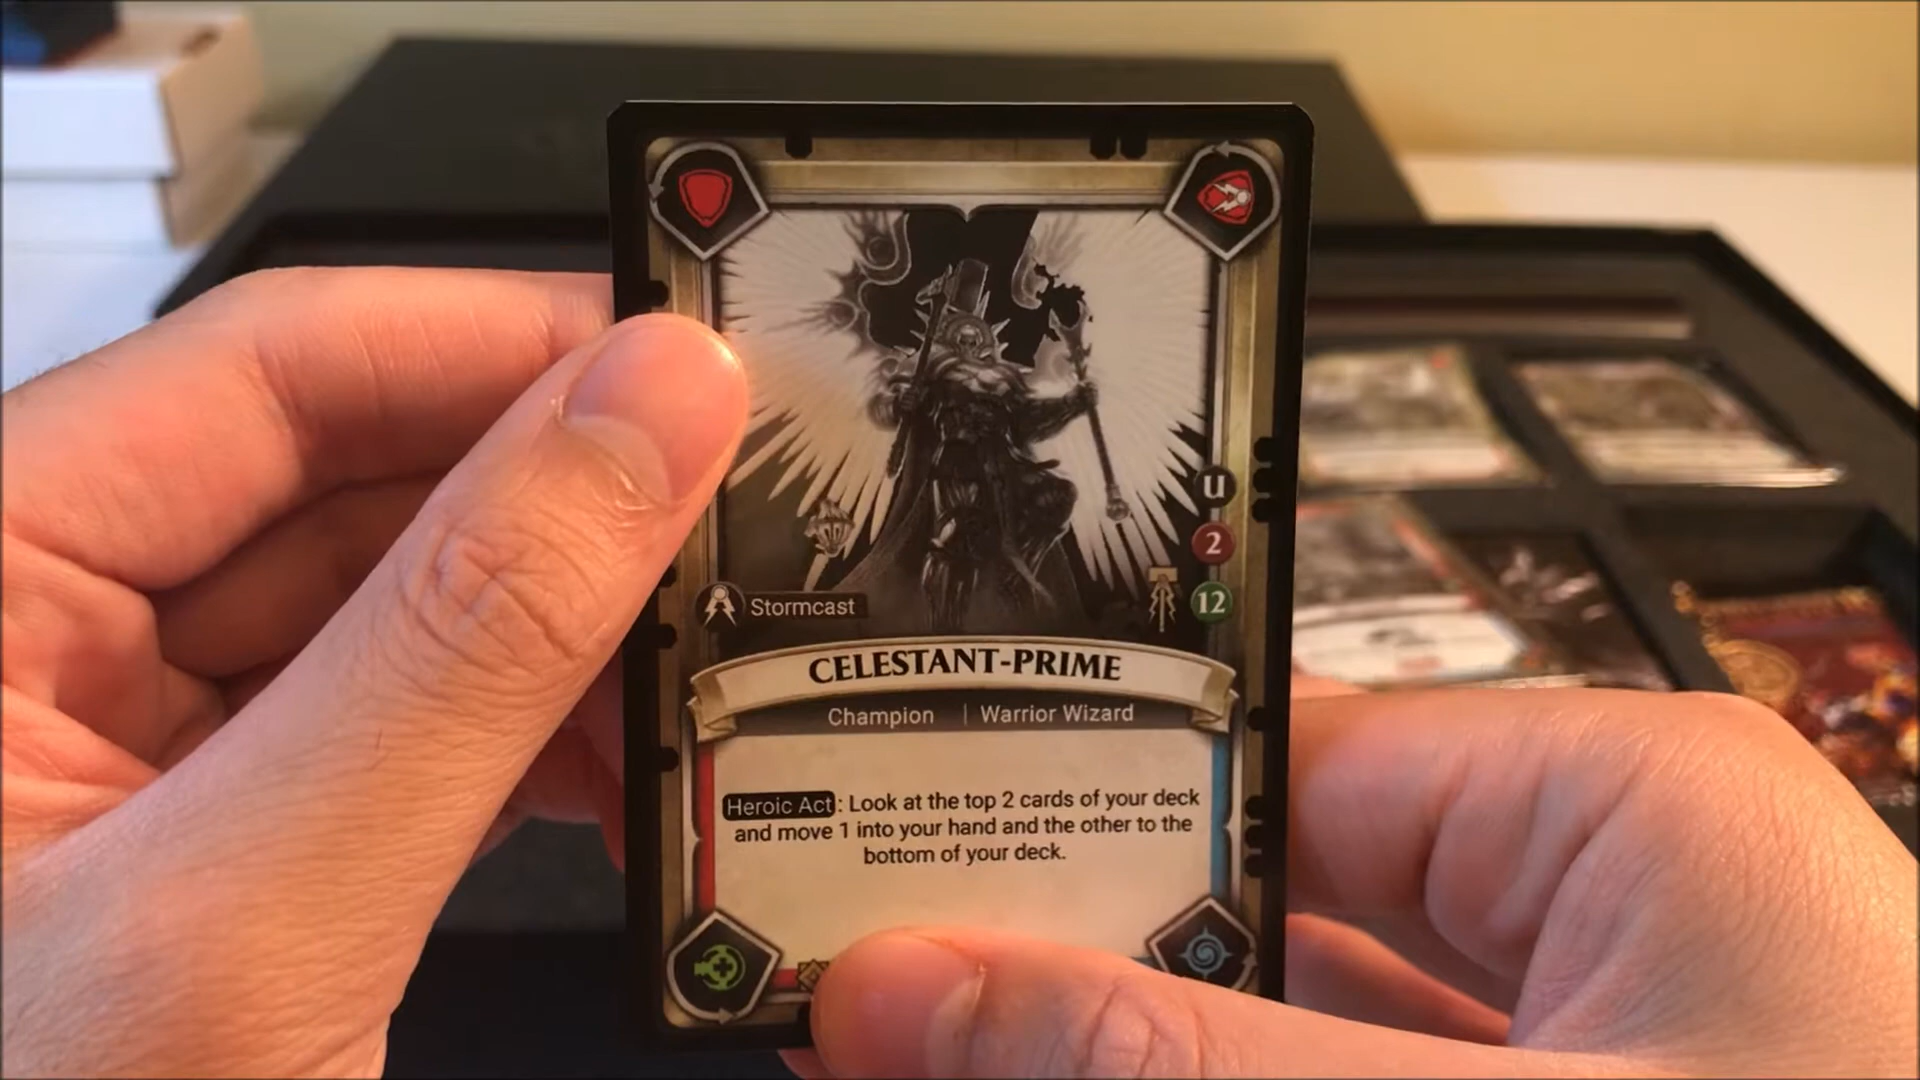 U
2
12
Stormcast
CELESTANT-PRIME
Champion | Warrior Wizard
Heroic Act: Look at the top 2 cards of your deck
and move 1 into your hand and the other to the
bottom of your deck.